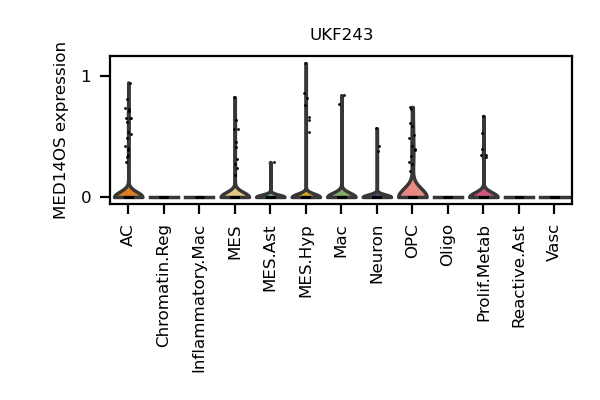 UKF243
MED14OS expression
1
0
AC
Chromatin.Reg
Inflammatory.Mac
MES
MES.Ast
MES.Hyp
Mac
Neuron
OPC
Oligo
Prolif.Metab
Reactive.Ast
Vasc